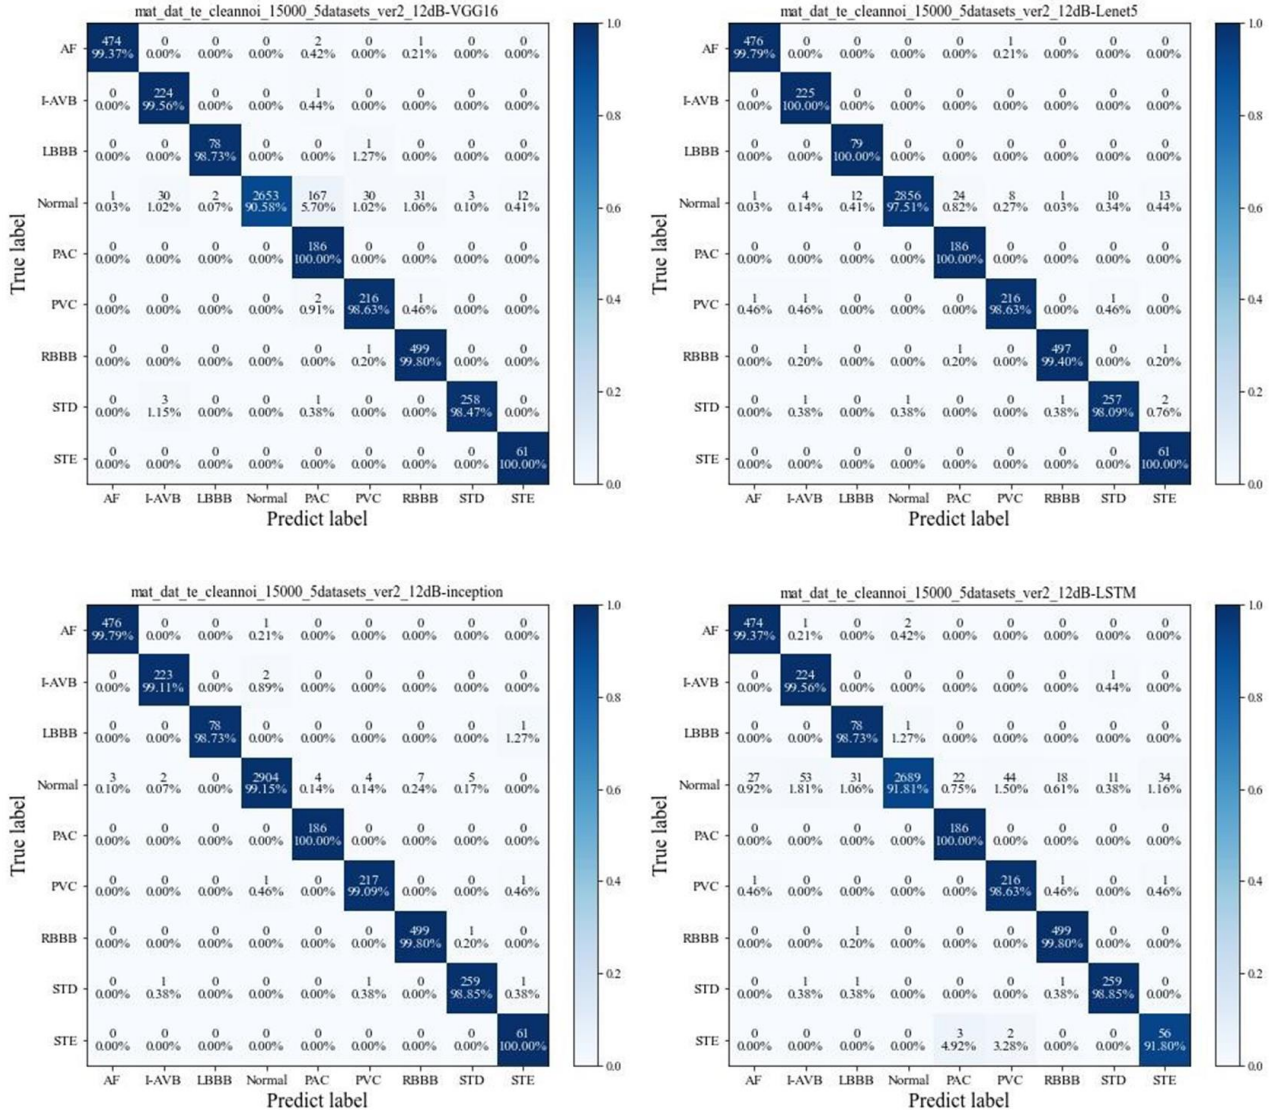 mat_dat_te_cleannoi_15000_5datasets_ver2_12dB-VGG16
AF 474 0 0 0 2 0 1 0 0
99.37% 0.00% 0.00% 0.00% 0.42% 0.00% 0.21% 0.00% 0.00%
I-AVB 0 224 0 0 1 0 0 0 0
0.00% 99.56% 0.00% 0.00% 0.44% 0.00% 0.00% 0.00% 0.00%
LBBB 0 0 78 0 0 1 0 0 0
0.00% 0.00% 98.73% 0.00% 0.00% 1.27% 0.00% 0.00% 0.00%
Normal 1 30 2 2653 167 30 31 3 12
0.03% 1.02% 0.07% 90.58% 5.70% 1.02% 1.06% 0.10% 0.41%
PAC 0 0 0 0 186 0 0 0 0
0.00% 0.00% 0.00% 0.00% 100.00% 0.00% 0.00% 0.00% 0.00%
PVC 0 0 0 0 2 216 1 0 0
0.00% 0.00% 0.00% 0.00% 0.91% 98.63% 0.46% 0.00% 0.00%
RBBB 0 0 0 0 0 1 499 0 0
0.00% 0.00% 0.00% 0.00% 0.00% 0.20% 99.80% 0.00% 0.00%
STD 0 3 0 0 1 0 0 258 0
0.00% 1.15% 0.00% 0.00% 0.38% 0.00% 0.00% 98.47% 0.00%
STE 0 0 0 0 0 0 0 0 61
0.00% 0.00% 0.00% 0.00% 0.00% 0.00% 0.00% 0.00% 100.00%
AF I-AVB LBBB Normal PAC PVC RBBB STD STE
Predict label
True label
1.0
0.8
0.6
0.4
0.2
0.0
mat_dat_te_cleannoi_15000_5datasets_ver2_12dB-Lenet5
AF 476 0 0 0 0 1 0 0 0
99.79% 0.00% 0.00% 0.00% 0.00% 0.21% 0.00% 0.00% 0.00%
I-AVB 0 225 0 0 0 0 0 0 0
0.00% 100.00% 0.00% 0.00% 0.00% 0.00% 0.00% 0.00% 0.00%
LBBB 0 0 79 0 0 0 0 0 0
0.00% 0.00% 100.00% 0.00% 0.00% 0.00% 0.00% 0.00% 0.00%
Normal 1 4 12 2856 24 8 1 10 13
0.03% 0.14% 0.41% 97.51% 0.82% 0.27% 0.03% 0.34% 0.44%
PAC 0 0 0 0 186 0 0 0 0
0.00% 0.00% 0.00% 0.00% 100.00% 0.00% 0.00% 0.00% 0.00%
PVC 1 1 0 0 0 216 0 1 0
0.46% 0.46% 0.00% 0.00% 0.00% 98.63% 0.00% 0.46% 0.00%
RBBB 0 1 0 0 1 0 497 0 1
0.00% 0.20% 0.00% 0.00% 0.20% 0.00% 99.40% 0.00% 0.20%
STD 0 1 0 1 0 0 1 257 2
0.00% 0.38% 0.00% 0.38% 0.00% 0.00% 0.38% 98.09% 0.76%
STE 0 0 0 0 0 0 0 0 61
0.00% 0.00% 0.00% 0.00% 0.00% 0.00% 0.00% 0.00% 100.00%
AF I-AVB LBBB Normal PAC PVC RBBB STD STE
Predict label
True label
1.0
0.8
0.6
0.4
0.2
0.0
mat_dat_te_cleannoi_15000_5datasets_ver2_12dB-inception
AF 476 0 0 1 0 0 0 0 0
99.79% 0.00% 0.00% 0.21% 0.00% 0.00% 0.00% 0.00% 0.00%
I-AVB 0 223 0 2 0 0 0 0 0
0.00% 99.11% 0.00% 0.89% 0.00% 0.00% 0.00% 0.00% 0.00%
LBBB 0 0 78 0 0 0 0 0 1
0.00% 0.00% 98.73% 0.00% 0.00% 0.00% 0.00% 0.00% 1.27%
Normal 3 2 0 2904 4 4 7 5 0
0.10% 0.07% 0.00% 99.15% 0.14% 0.14% 0.24% 0.17% 0.00%
PAC 0 0 0 0 186 0 0 0 0
0.00% 0.00% 0.00% 0.00% 100.00% 0.00% 0.00% 0.00% 0.00%
PVC 0 0 0 1 0 217 0 0 1
0.00% 0.00% 0.00% 0.46% 0.00% 99.09% 0.00% 0.00% 0.46%
RBBB 0 0 0 0 0 0 499 1 0
0.00% 0.00% 0.00% 0.00% 0.00% 0.00% 99.80% 0.20% 0.00%
STD 0 1 0 0 0 1 0 259 1
0.00% 0.38% 0.00% 0.00% 0.00% 0.38% 0.00% 98.85% 0.38%
STE 0 0 0 0 0 0 0 0 61
0.00% 0.00% 0.00% 0.00% 0.00% 0.00% 0.00% 0.00% 100.00%
AF I-AVB LBBB Normal PAC PVC RBBB STD STE
Predict label
True label
1.0
0.8
0.6
0.4
0.2
0.0
mat_dat_te_cleannoi_15000_5datasets_ver2_12dB-LSTM
AF 474 1 0 2 0 0 0 0 0
99.37% 0.21% 0.00% 0.42% 0.00% 0.00% 0.00% 0.00% 0.00%
I-AVB 0 224 0 0 0 0 0 1 0
0.00% 99.56% 0.00% 0.00% 0.00% 0.00% 0.00% 0.44% 0.00%
LBBB 0 0 78 1 0 0 0 0 0
0.00% 0.00% 98.73% 1.27% 0.00% 0.00% 0.00% 0.00% 0.00%
Normal 27 53 31 2689 22 44 18 11 34
0.92% 1.81% 1.06% 91.81% 0.75% 1.50% 0.61% 0.38% 1.16%
PAC 0 0 0 0 186 0 0 0 0
0.00% 0.00% 0.00% 0.00% 100.00% 0.00% 0.00% 0.00% 0.00%
PVC 1 0 0 0 0 216 1 0 1
0.46% 0.00% 0.00% 0.00% 0.00% 98.63% 0.46% 0.00% 0.46%
RBBB 0 0 1 0 0 0 499 0 0
0.00% 0.00% 0.20% 0.00% 0.00% 0.00% 99.80% 0.00% 0.00%
STD 0 1 1 0 0 0 1 259 0
0.00% 0.38% 0.38% 0.00% 0.00% 0.00% 0.38% 98.85% 0.00%
STE 0 0 0 0 3 2 0 0 56
0.00% 0.00% 0.00% 0.00% 4.92% 3.28% 0.00% 0.00% 91.80%
AF I-AVB LBBB Normal PAC PVC RBBB STD STE
Predict label
True label
1.0
0.8
0.6
0.4
0.2
0.0